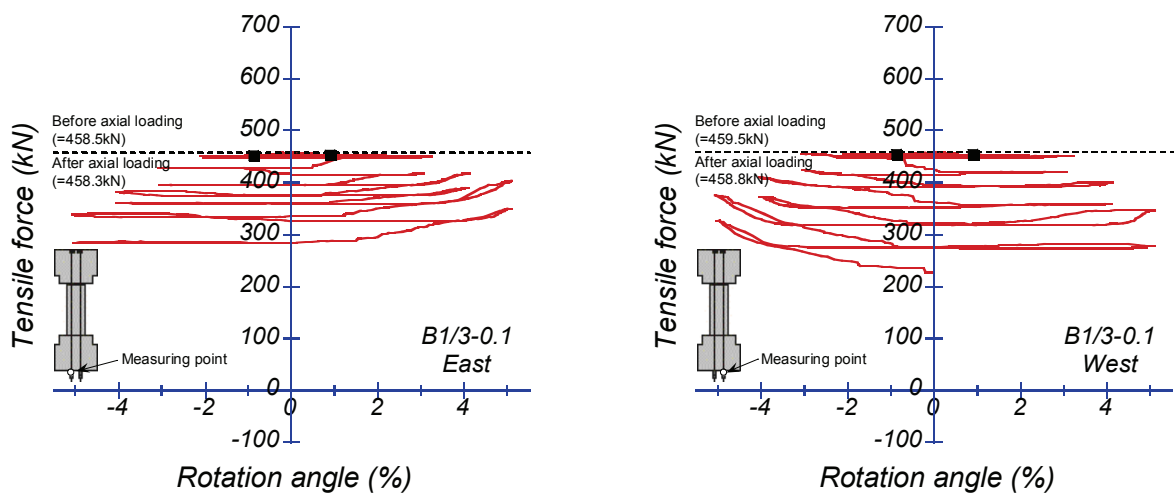 700
600
Before axial loading
(=458.5kN)
500
After axial loading
(=458.3kN)
400
300
200
100
0
-100
Tensile force (kN)
Measuring point
B1/3-0.1
East
-4
-2
0
2
4
Rotation angle (%)
700
600
Before axial loading
(=459.5kN)
500
After axial loading
(=458.8kN)
400
300
200
100
0
-100
Tensile force (kN)
Measuring point
B1/3-0.1
West
-4
-2
0
2
4
Rotation angle (%)